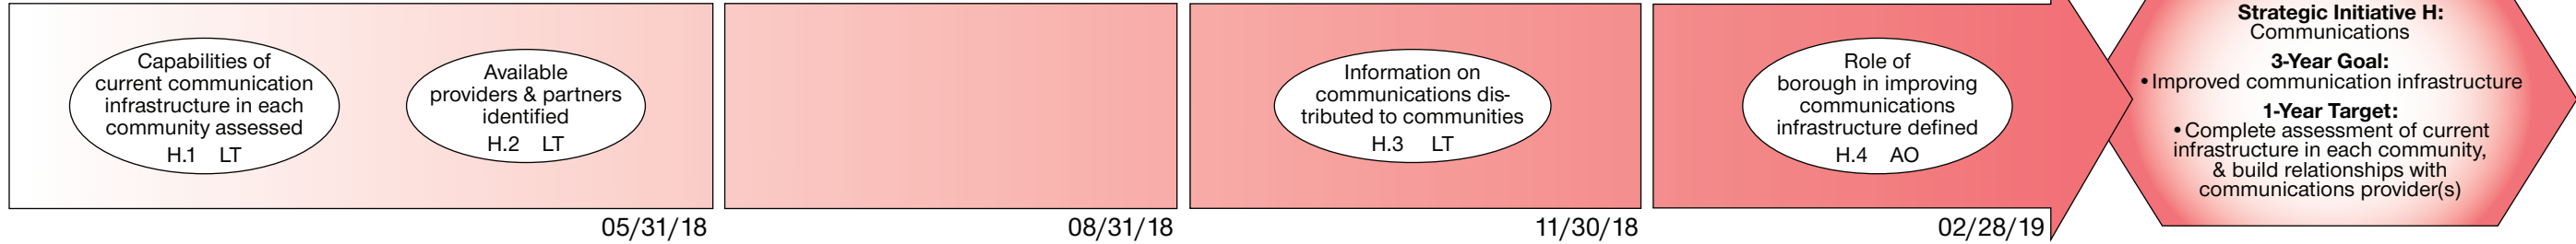 Capabilities of
current communication
infrastructure in each
community assessed
H.1 LT
Available
providers & partners
identified
H.2 LT
05/31/18
08/31/18
Information on
communications dis-
tributed to communities
H.3 LT
11/30/18
Role of
borough in improving
communications
infrastructure defined
H.4 AO
02/28/19
Strategic Initiative H:
Communications
3-Year Goal:
• Improved communication infrastructure
1-Year Target:
• Complete assessment of current
infrastructure in each community,
& build relationships with
communications provider(s)